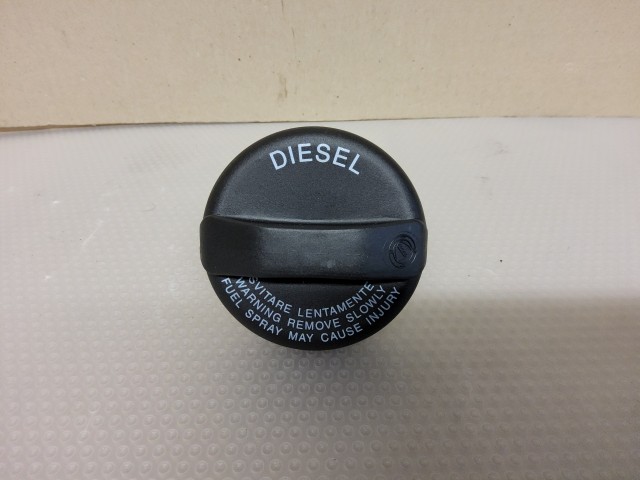 DIESEL
SVITARE LENTAMENTE
WARNING REMOVE SLOWLY
FUEL SPRAY MAY CAUSE INJURY